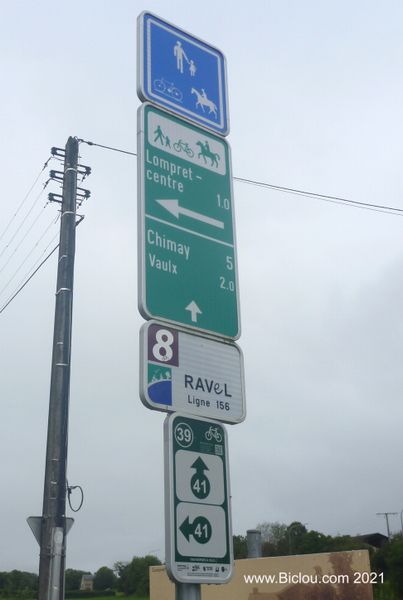 Lompret-
centre 1.0
Chimay 5
Vaulx 2.0
8
RAVeL
Ligne 156
39
41
41
www.Biclou.com 2021